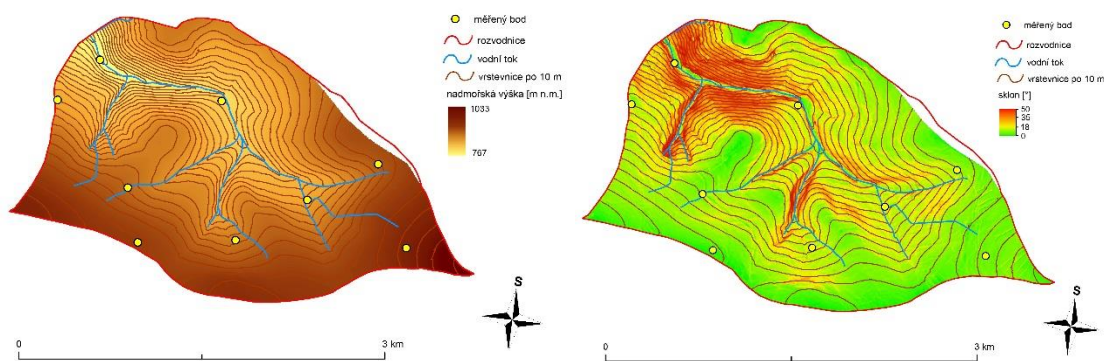 měřený bod
rozvodnice
vodní tok
vrstevnice po 10 m
nadmořská výška [m n.m.]
1033
767
S
0
3 km
měřený bod
rozvodnice
vodní tok
vrstevnice po 10 m
sklon [°]
50
35
18
0
S
0
3 km